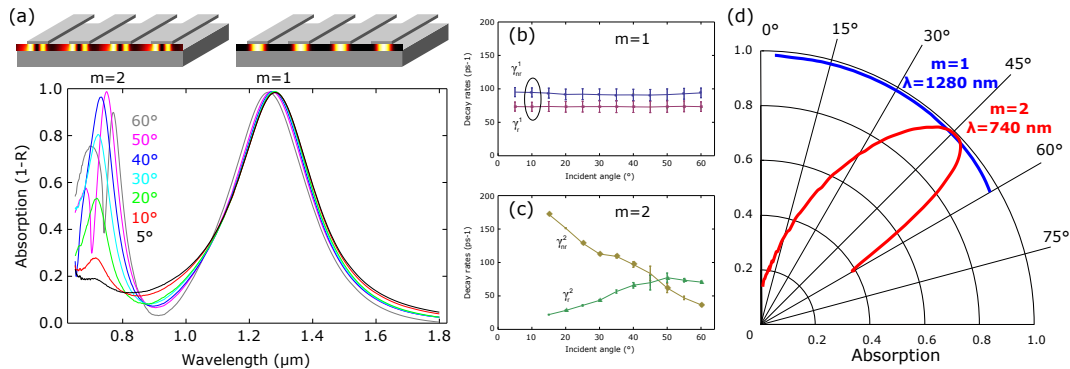 (a)
m=2
m=1
Absorption (1-R)
1.0
0.8
0.6
0.4
0.2
0.0
60°
50°
40°
30°
20°
10°
5°
0.8
1.0
1.2
1.4
1.6
1.8
Wavelength (μm)
(b)
m=1
Decay rates (ps-1)
200
150
100
50
0
γ¹nr
γ¹r
0
10
20
30
40
50
60
Incident angle (°)
(c)
m=2
Decay rates (ps-1)
200
150
100
50
0
γ²nr
γ²r
0
10
20
30
40
50
60
Incident angle (°)
(d)
0°
15°
30°
45°
60°
75°
m=1
λ=1280 nm
m=2
λ=740 nm
1.0
0.8
0.6
0.4
0.2
0
0.2
0.4
0.6
0.8
1.0
Absorption